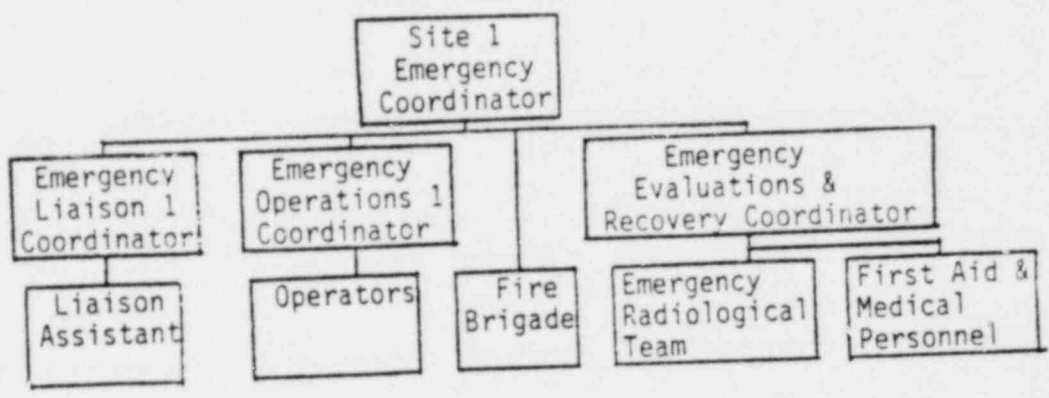 Site 1
Emergency
Coordinator
Emergency
Liaison 1
Coordinator
Emergency
Operations 1
Coordinator
Emergency
Evaluations &
Recovery Coordinator
Liaison
Assistant
Operators
Fire
Brigade
Emergency
Radiological
Team
First Aid &
Medical
Personnel